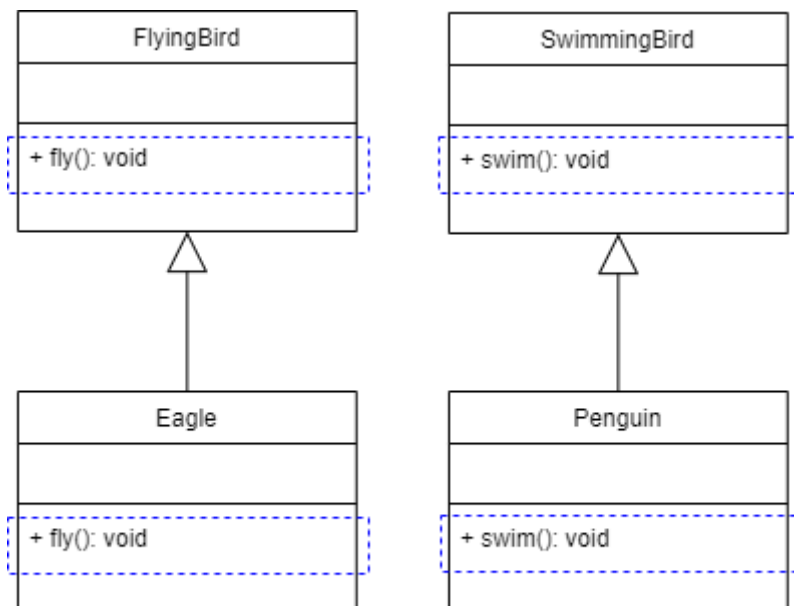 FlyingBird
+ fly(): void
SwimmingBird
+ swim(): void
Eagle
+ fly(): void
Penguin
+ swim(): void